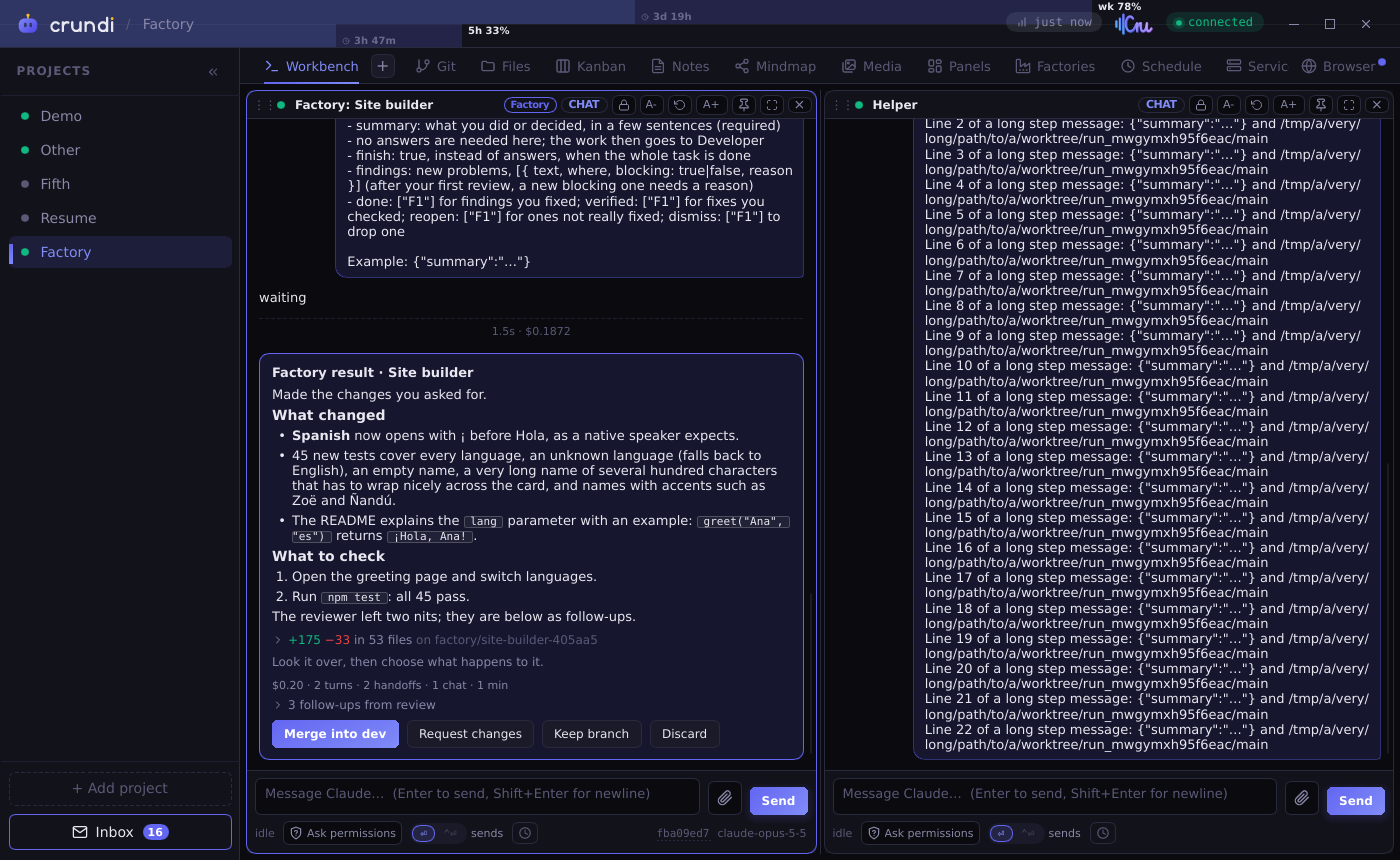 crundi / Factory
3d 19h
3h 47m
5h 33%
wk 78%
just now
Cru
connected
PROJECTS
«
Demo
Other
Fifth
Resume
Factory
+ Add project
Inbox 16
Workbench
+
Git
Files
Kanban
Notes
Mindmap
Media
Panels
Factories
Schedule
Servic
Browser
Factory: Site builder
Factory
CHAT
A-
A+
- summary: what you did or decided, in a few sentences (required)
- no answers are needed here; the work then goes to Developer
- finish: true, instead of answers, when the whole task is done
- findings: new problems, [{ text, where, blocking: true|false, reason
}] (after your first review, a new blocking one needs a reason)
- done: ["F1"] for findings you fixed; verified: ["F1"] for fixes you
checked; reopen: ["F1"] for ones not really fixed; dismiss: ["F1"] to
drop one
Example: {"summary":"…"}
waiting
1.5s · $0.1872
Factory result · Site builder
Made the changes you asked for.
What changed
• Spanish now opens with ¡ before Hola, as a native speaker expects.
• 45 new tests cover every language, an unknown language (falls back to
English), an empty name, a very long name of several hundred characters
that has to wrap nicely across the card, and names with accents such as
Zoë and Ñandú.
• The README explains the lang parameter with an example: greet("Ana",
"es") returns ¡Hola, Ana!.
What to check
1. Open the greeting page and switch languages.
2. Run npm test: all 45 pass.
The reviewer left two nits; they are below as follow-ups.
+175 −33 in 53 files on factory/site-builder-405aa5
Look it over, then choose what happens to it.
$0.20 · 2 turns · 2 handoffs · 1 chat · 1 min
3 follow-ups from review
Merge into dev
Request changes
Keep branch
Discard
Message Claude… (Enter to send, Shift+Enter for newline)
Send
idle
Ask permissions
sends
fba09ed7 claude-opus-5-5
Helper
CHAT
A-
A+
Line 2 of a long step message: {"summary":"…"} and /tmp/a/very/
long/path/to/a/worktree/run_mwgymxh95f6eac/main
Line 3 of a long step message: {"summary":"…"} and /tmp/a/very/
long/path/to/a/worktree/run_mwgymxh95f6eac/main
Line 4 of a long step message: {"summary":"…"} and /tmp/a/very/
long/path/to/a/worktree/run_mwgymxh95f6eac/main
Line 5 of a long step message: {"summary":"…"} and /tmp/a/very/
long/path/to/a/worktree/run_mwgymxh95f6eac/main
Line 6 of a long step message: {"summary":"…"} and /tmp/a/very/
long/path/to/a/worktree/run_mwgymxh95f6eac/main
Line 7 of a long step message: {"summary":"…"} and /tmp/a/very/
long/path/to/a/worktree/run_mwgymxh95f6eac/main
Line 8 of a long step message: {"summary":"…"} and /tmp/a/very/
long/path/to/a/worktree/run_mwgymxh95f6eac/main
Line 9 of a long step message: {"summary":"…"} and /tmp/a/very/
long/path/to/a/worktree/run_mwgymxh95f6eac/main
Line 10 of a long step message: {"summary":"…"} and /tmp/a/very/
long/path/to/a/worktree/run_mwgymxh95f6eac/main
Line 11 of a long step message: {"summary":"…"} and /tmp/a/very/
long/path/to/a/worktree/run_mwgymxh95f6eac/main
Line 12 of a long step message: {"summary":"…"} and /tmp/a/very/
long/path/to/a/worktree/run_mwgymxh95f6eac/main
Line 13 of a long step message: {"summary":"…"} and /tmp/a/very/
long/path/to/a/worktree/run_mwgymxh95f6eac/main
Line 14 of a long step message: {"summary":"…"} and /tmp/a/very/
long/path/to/a/worktree/run_mwgymxh95f6eac/main
Line 15 of a long step message: {"summary":"…"} and /tmp/a/very/
long/path/to/a/worktree/run_mwgymxh95f6eac/main
Line 16 of a long step message: {"summary":"…"} and /tmp/a/very/
long/path/to/a/worktree/run_mwgymxh95f6eac/main
Line 17 of a long step message: {"summary":"…"} and /tmp/a/very/
long/path/to/a/worktree/run_mwgymxh95f6eac/main
Line 18 of a long step message: {"summary":"…"} and /tmp/a/very/
long/path/to/a/worktree/run_mwgymxh95f6eac/main
Line 19 of a long step message: {"summary":"…"} and /tmp/a/very/
long/path/to/a/worktree/run_mwgymxh95f6eac/main
Line 20 of a long step message: {"summary":"…"} and /tmp/a/very/
long/path/to/a/worktree/run_mwgymxh95f6eac/main
Line 21 of a long step message: {"summary":"…"} and /tmp/a/very/
long/path/to/a/worktree/run_mwgymxh95f6eac/main
Line 22 of a long step message: {"summary":"…"} and /tmp/a/very/
long/path/to/a/worktree/run_mwgymxh95f6eac/main
Message Claude… (Enter to send, Shift+Enter for newline)
Send
idle
Ask permissions
sends